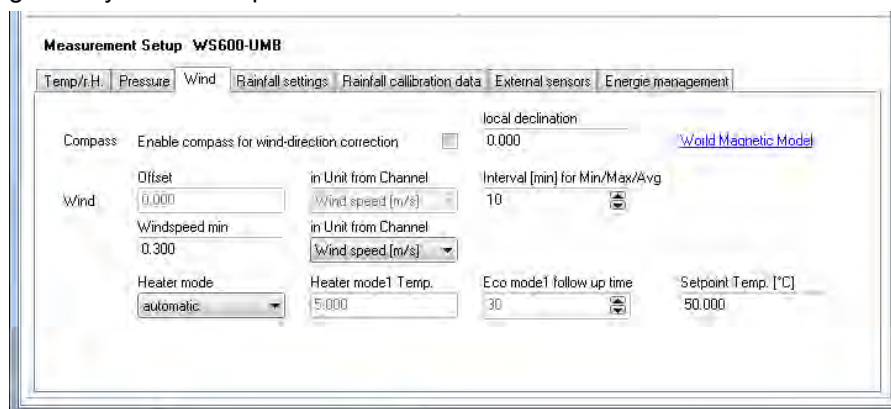 Measurement Setup WS600-UMB
Temp/r.H. Pressure Wind Rainfall settings Rainfall callibration data External sensors Energie management
local declination
Compass Enable compass for wind-direction correction 0.000 World Magnetic Model
Offset in Unit from Channel Interval [min] for Min/Max/Avg
Wind 0.000 Wind speed [m/s] 10
Windspeed min in Unit from Channel
0.300 Wind speed [m/s]
Heater mode Heater mode1 Temp. Eco mode1 follow up time Setpoint Temp. [°C]
automatic 5.000 30 50.000